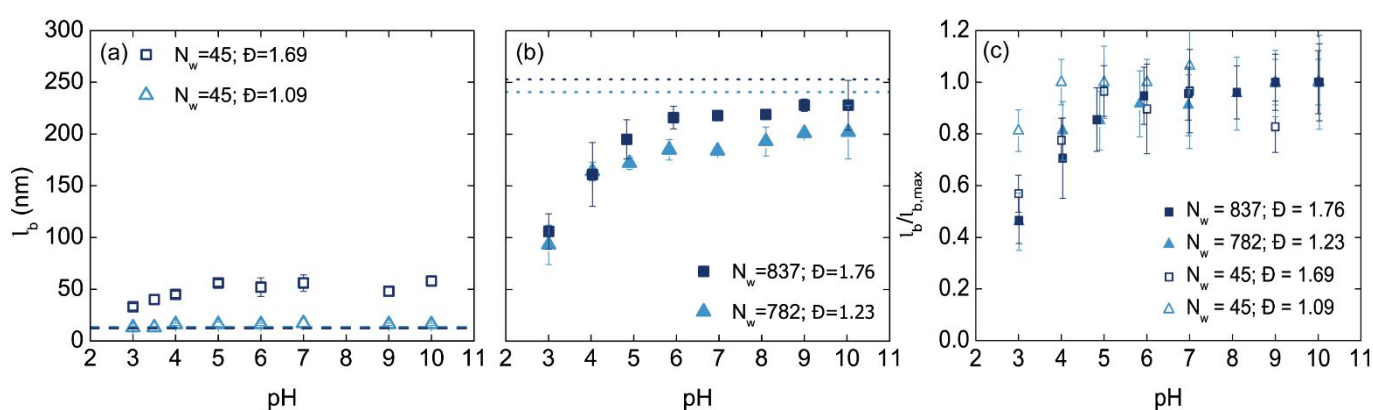 (a)
N_w=45; Đ=1.69
N_w=45; Đ=1.09
l_b (nm)
300
250
200
150
100
50
0
2 3 4 5 6 7 8 9 10 11
pH
(b)
N_w=837; Đ=1.76
N_w=782; Đ=1.23
2 3 4 5 6 7 8 9 10 11
pH
(c)
l_b/l_b,max
1.2
1.0
0.8
0.6
0.4
0.2
0.0
N_w = 837; Đ = 1.76
N_w = 782; Đ = 1.23
N_w = 45; Đ = 1.69
N_w = 45; Đ = 1.09
2 3 4 5 6 7 8 9 10 11
pH